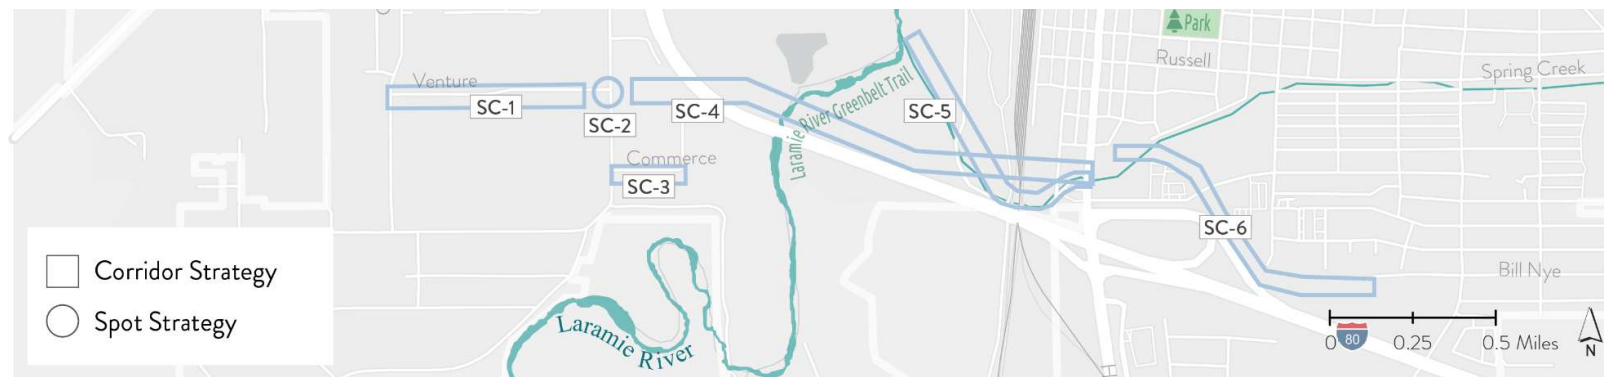 Park
Russell
Spring Creek
Venture
SC-1
SC-2
SC-4
Laramie River Greenbelt Trail
SC-5
Commerce
SC-3
SC-6
Bill Nye
Corridor Strategy
Spot Strategy
Laramie River
0 80 0.25 0.5 Miles
N